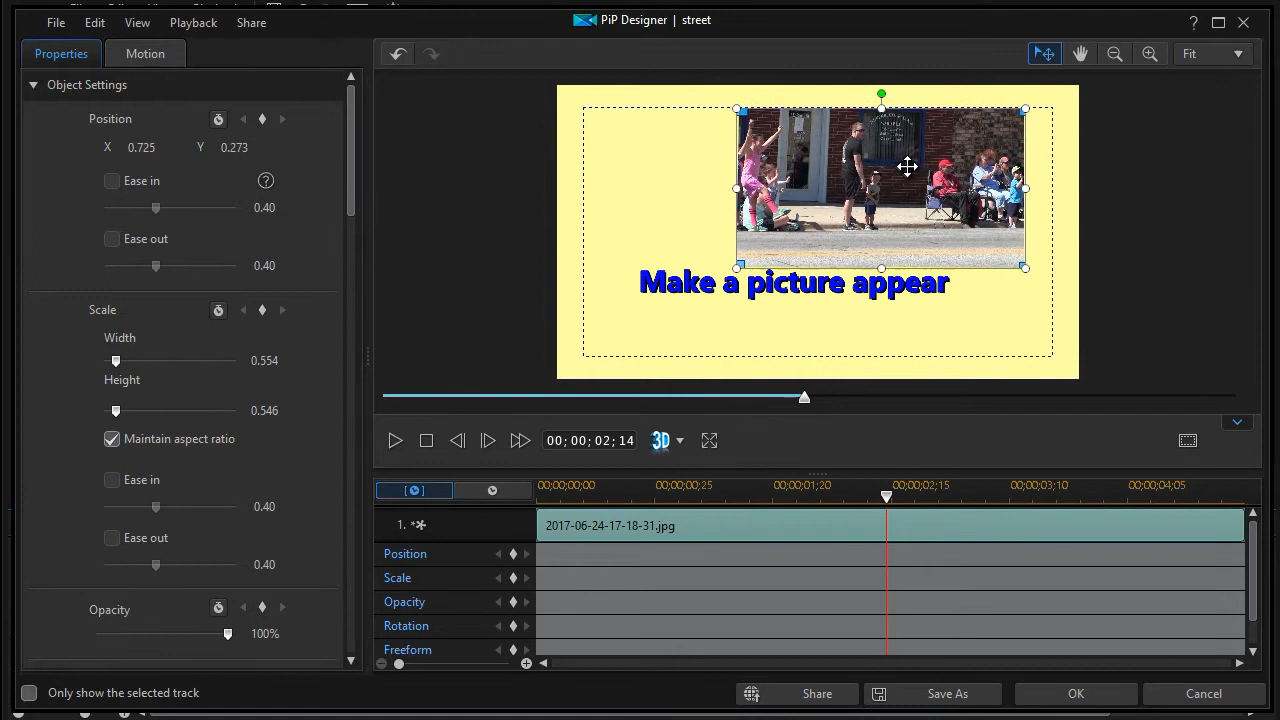 PiP Designer | street
File Edit View Playback Share
Properties Motion
Fit
Object Settings
Position
X 0.725 Y 0.273
Ease in
0.40
Ease out
0.40
Scale
Width
0.554
Height
0.546
Maintain aspect ratio
Ease in
0.40
Ease out
0.40
Opacity
100%
Make a picture appear
00;00;02;14 3D
00;00;00;00 00;00;00;25 00;00;01;20 00;00;02;15 00;00;03;10 00;00;04;05
1. 2017-06-24-17-18-31.jpg
Position
Scale
Opacity
Rotation
Freeform
Only show the selected track
Share Save As OK Cancel